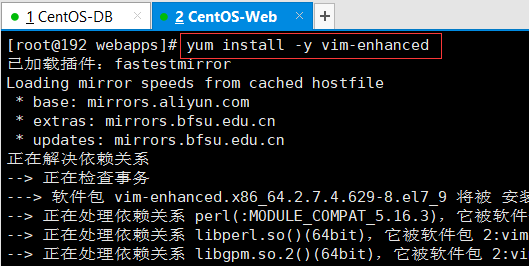 1 CentOS-DB
2 CentOS-Web
[root@192 webapps]# yum install -y vim-enhanced
已加载插件：fastestmirror
Loading mirror speeds from cached hostfile
* base: mirrors.aliyun.com
* extras: mirrors.bfsu.edu.cn
* updates: mirrors.bfsu.edu.cn
正在解决依赖关系
--> 正在检查事务
---> 软件包 vim-enhanced.x86_64.2.7.4.629-8.el7_9 将被 安装
--> 正在处理依赖关系 perl(:MODULE_COMPAT_5.16.3)，它被软件
--> 正在处理依赖关系 libperl.so()(64bit)，它被软件包 2:vim
--> 正在处理依赖关系 libgpm.so.2()(64bit)，它被软件包 2:v